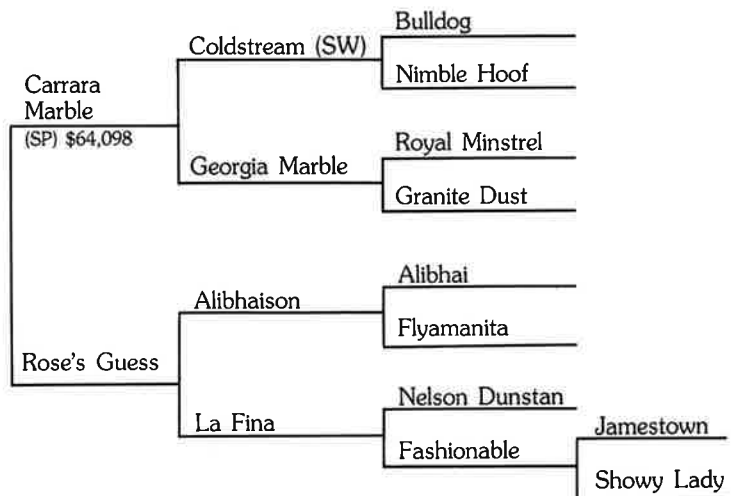 Bulldog
Coldstream (SW)
Nimble Hoof
Carrara
Marble
(SP) $64,098
Royal Minstrel
Georgia Marble
Granite Dust
Alibhai
Alibhaison
Flyamanita
Rose's Guess
Nelson Dunstan
La Fina
Fashionable
Jamestown
Showy Lady